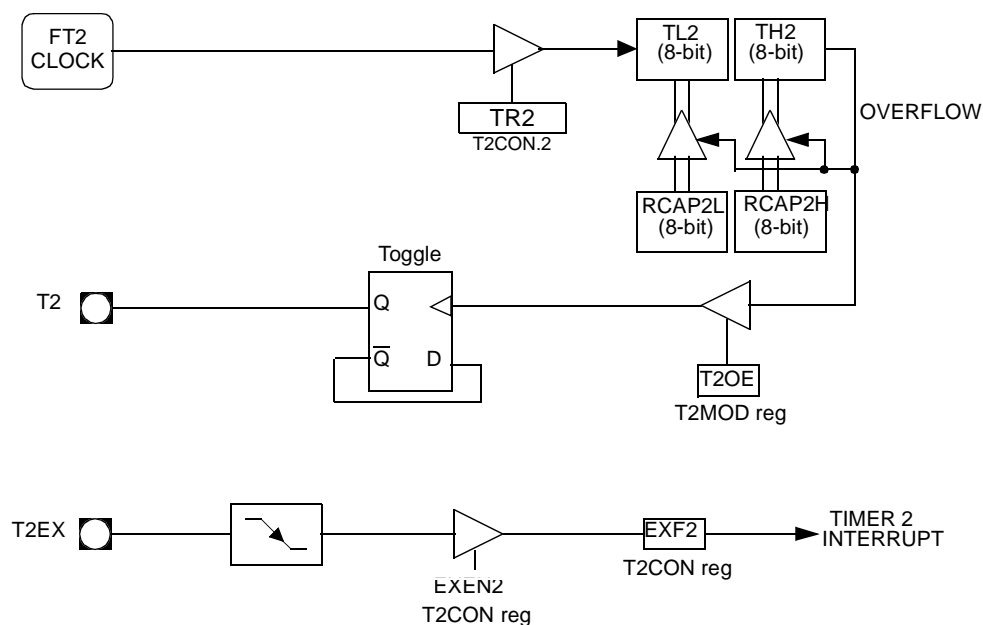 FT2
CLOCK
TR2
T2CON.2
TL2
(8-bit)
TH2
(8-bit)
OVERFLOW
RCAP2L
(8-bit)
RCAP2H
(8-bit)
Toggle
T2
Q
Q̅
D
T2OE
T2MOD reg
T2EX
EXEN2
T2CON reg
EXF2
T2CON reg
TIMER 2
INTERRUPT